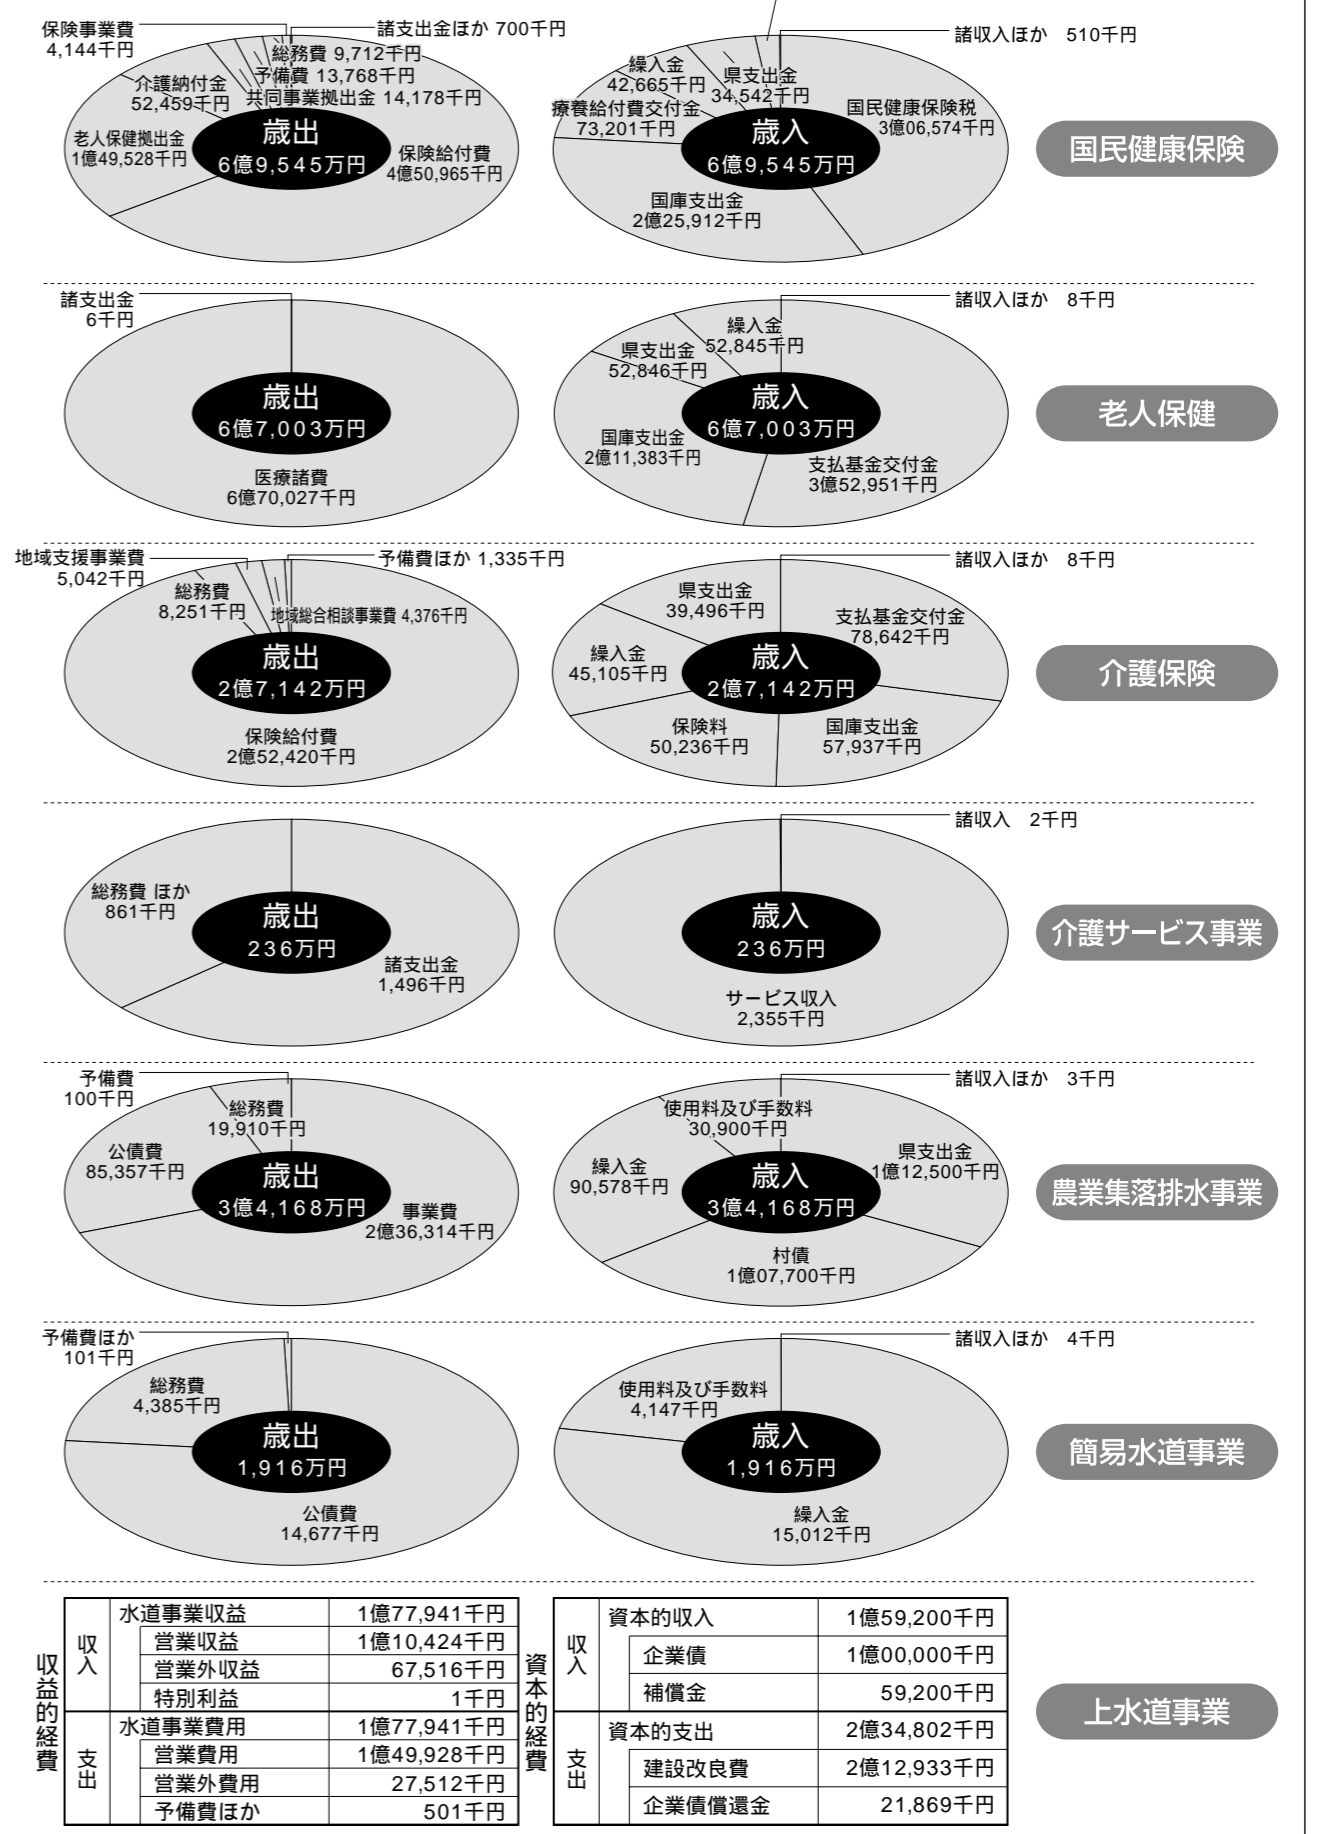 保険事業費
4,144千円
諸支出金ほか 700千円
総務費 9,712千円
予備費 13,768千円
共同事業拠出金 14,178千円
介護納付金
52,459千円
老人保健拠出金
1億49,528千円
歳出
6億9,545万円
保険給付費
4億50,965千円
諸収入ほか 510千円
繰入金
42,665千円
県支出金
34,542千円
療養給付費交付金
73,201千円
国民健康保険税
3億06,574千円
歳入
6億9,545万円
国庫支出金
2億25,912千円
国民健康保険
諸支出金
6千円
歳出
6億7,003万円
医療諸費
6億70,027千円
諸収入ほか 8千円
繰入金
52,845千円
県支出金
52,846千円
歳入
6億7,003万円
国庫支出金
2億11,383千円
支払基金交付金
3億52,951千円
老人保健
地域支援事業費
5,042千円
予備費ほか 1,335千円
総務費
8,251千円
地域総合相談事業費 4,376千円
歳出
2億7,142万円
保険給付費
2億52,420千円
諸収入ほか 8千円
県支出金
39,496千円
支払基金交付金
78,642千円
繰入金
45,105千円
歳入
2億7,142万円
保険料
50,236千円
国庫支出金
57,937千円
介護保険
総務費 ほか
861千円
歳出
236万円
諸支出金
1,496千円
諸収入 2千円
歳入
236万円
サービス収入
2,355千円
介護サービス事業
予備費
100千円
総務費
19,910千円
公債費
85,357千円
歳出
3億4,168万円
事業費
2億36,314千円
諸収入ほか 3千円
使用料及び手数料
30,900千円
県支出金
1億12,500千円
繰入金
90,578千円
歳入
3億4,168万円
村債
1億07,700千円
農業集落排水事業
予備費ほか
101千円
総務費
4,385千円
歳出
1,916万円
公債費
14,677千円
諸収入ほか 4千円
使用料及び手数料
4,147千円
歳入
1,916万円
繰入金
15,012千円
簡易水道事業
収益的経費
収入
水道事業収益 1億77,941千円
営業収益 1億10,424千円
営業外収益 67,516千円
特別利益 1千円
支出
水道事業費用 1億77,941千円
営業費用 1億49,928千円
営業外費用 27,512千円
予備費ほか 501千円
資本的経費
収入
資本的収入 1億59,200千円
企業債 1億00,000千円
補償金 59,200千円
支出
資本的支出 2億34,802千円
建設改良費 2億12,933千円
企業債償還金 21,869千円
上水道事業